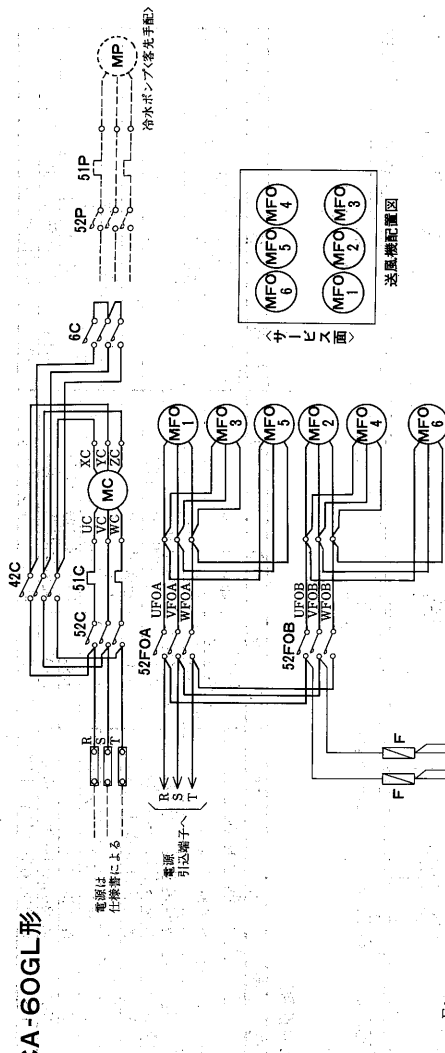 CA-60GL形
電源は
仕様書による
R
S
T
52C
51C
42C
UC
VC
WC
MC
XC
YC
ZC
6C
52P
51P
MP
冷水ポンプ〈客先手配〉
電源
引込端子へ
R
S
T
52FOA
UFOA
VFOA
WFOA
MFO
1
MFO
3
MFO
5
52FOB
UFOB
VFOB
WFOB
MFO
2
MFO
4
MFO
6
F
F
〈サービス面〉
MFO
6
MFO
5
MFO
4
MFO
1
MFO
2
MFO
3
送風機配置図